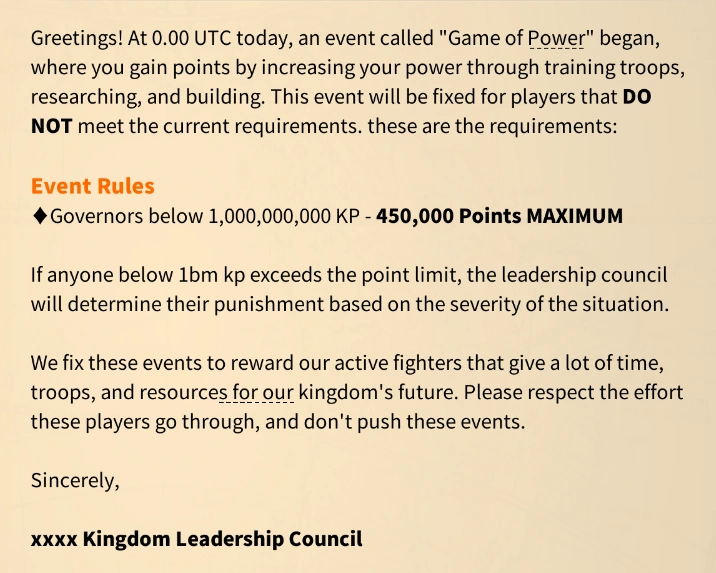 Greetings! At 0.00 UTC today, an event called "Game of Power" began,
where you gain points by increasing your power through training troops,
researching, and building. This event will be fixed for players that DO
NOT meet the current requirements. these are the requirements:
Event Rules
♦Governors below 1,000,000,000 KP - 450,000 Points MAXIMUM
If anyone below 1bm kp exceeds the point limit, the leadership council
will determine their punishment based on the severity of the situation.
We fix these events to reward our active fighters that give a lot of time,
troops, and resources for our kingdom's future. Please respect the effort
these players go through, and don't push these events.
Sincerely,
xxxx Kingdom Leadership Council